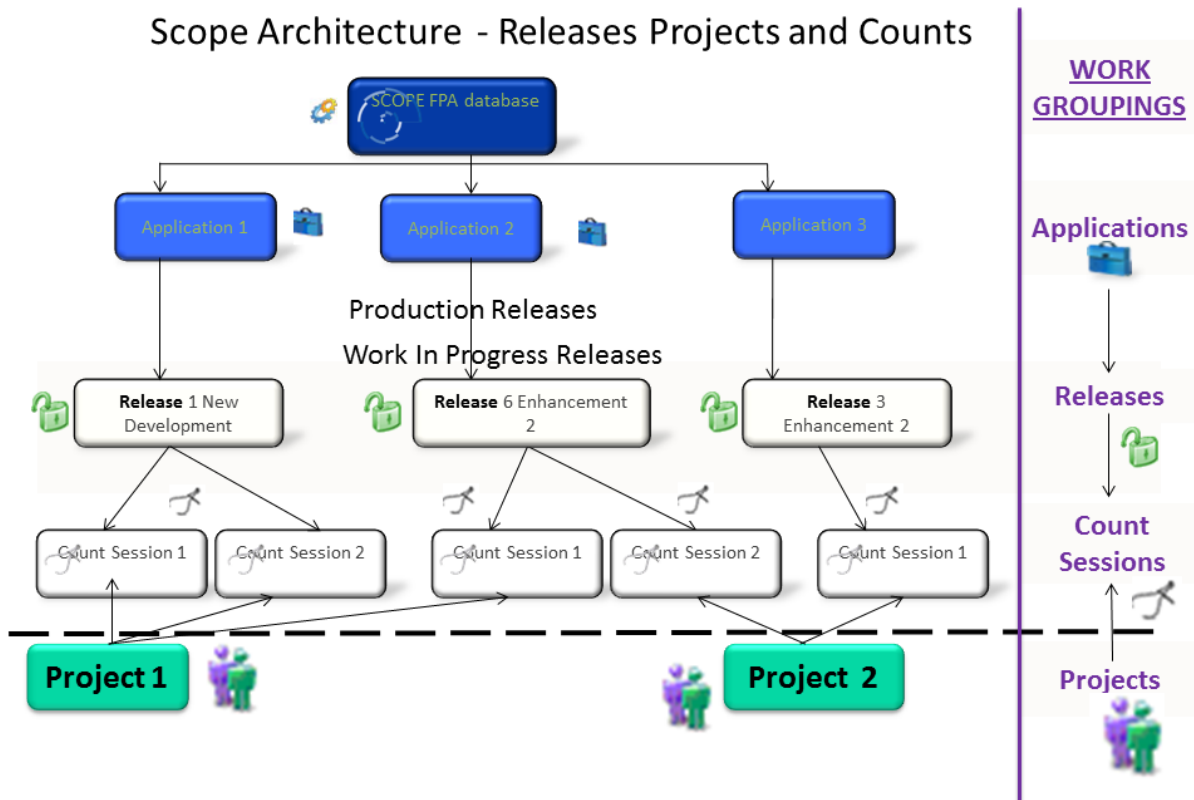 Scope Architecture - Releases Projects and Counts
WORK
GROUPINGS
SCOPE FPA database
Application 1
Application 2
Application 3
Applications
Production Releases
Work In Progress Releases
Release 1 New
Development
Release 6 Enhancement
2
Release 3
Enhancement 2
Releases
Count Session 1
Count Session 2
Count Session 1
Count Session 2
Count Session 1
Count
Sessions
Project 1
Project 2
Projects